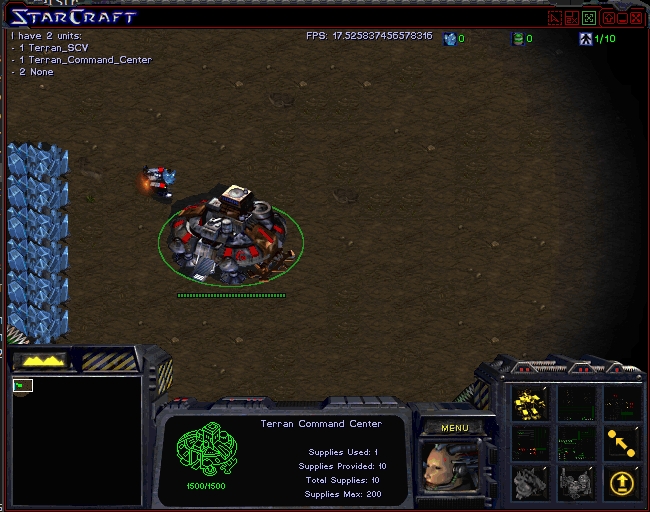 STARCRAFT
I have 2 units:
- 1 Terran_SCV
- 1 Terran_Command_Center
- 2 None
FPS: 17.525837456578316
0
0
1/10
Terran Command Center
Supplies Used: 1
Supplies Provided: 10
Total Supplies: 10
Supplies Max: 200
1500/1500
MENU